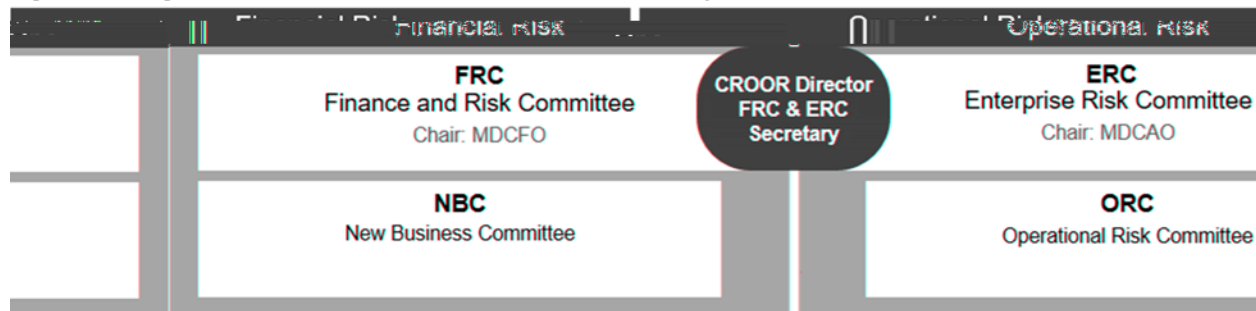 Financial Risk
Operational Risk
FRC
Finance and Risk Committee
Chair: MDCFO
CROOR Director
FRC & ERC
Secretary
ERC
Enterprise Risk Committee
Chair: MDCAO
NBC
New Business Committee
ORC
Operational Risk Committee